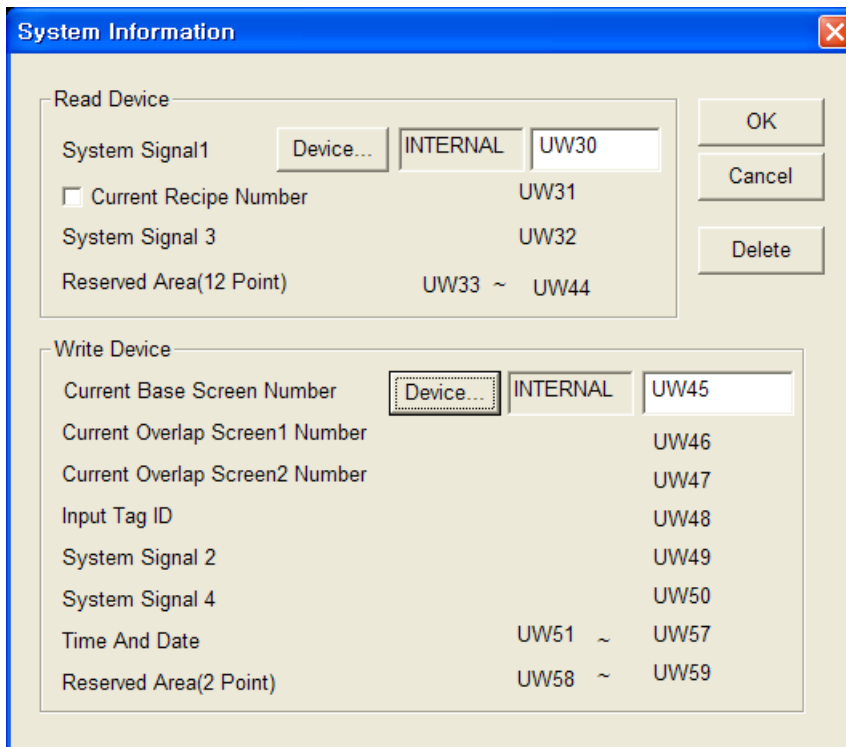 System Information
Read Device
OK
System Signal1 Device... INTERNAL UW30
Cancel
Current Recipe Number UW31
System Signal 3 UW32
Delete
Reserved Area(12 Point) UW33 ~ UW44
Write Device
Current Base Screen Number Device... INTERNAL UW45
Current Overlap Screen1 Number UW46
Current Overlap Screen2 Number UW47
Input Tag ID UW48
System Signal 2 UW49
System Signal 4 UW50
Time And Date UW51 ~ UW57
Reserved Area(2 Point) UW58 ~ UW59